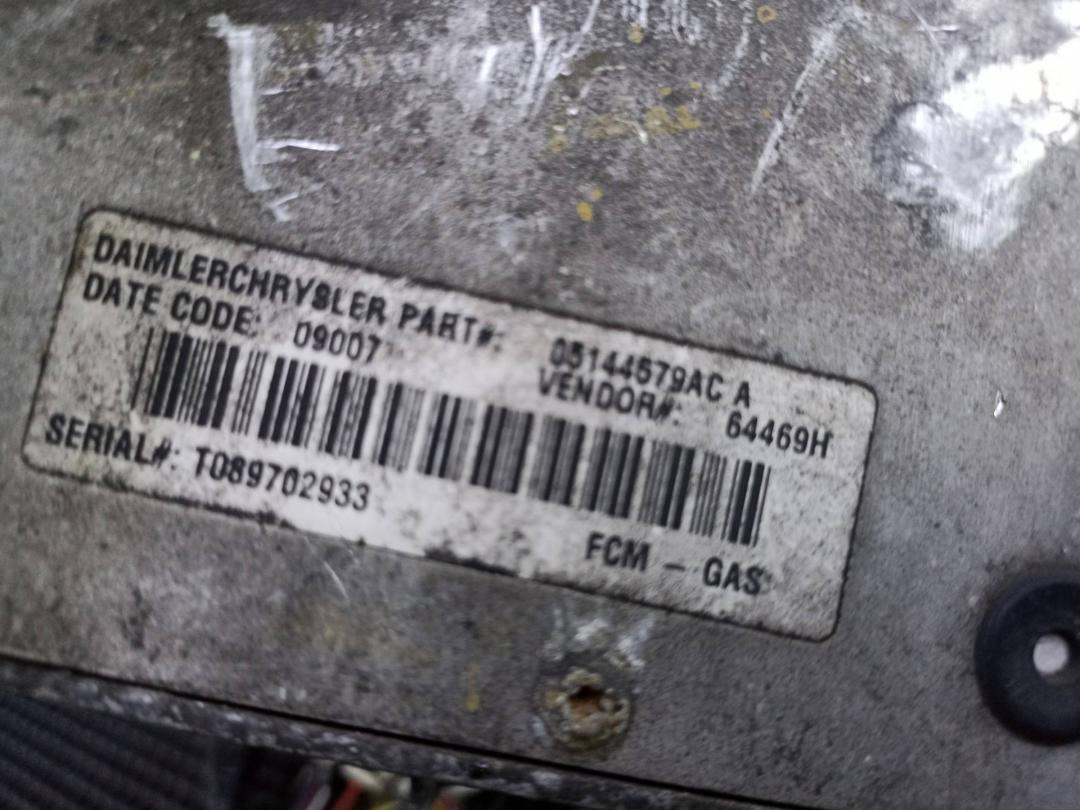 DAIMLERCHRYSLER PART#: 05144579AC A
DATE CODE: 09007 VENDOR#: 64469H
SERIAL#: T089702933
FCM - GAS